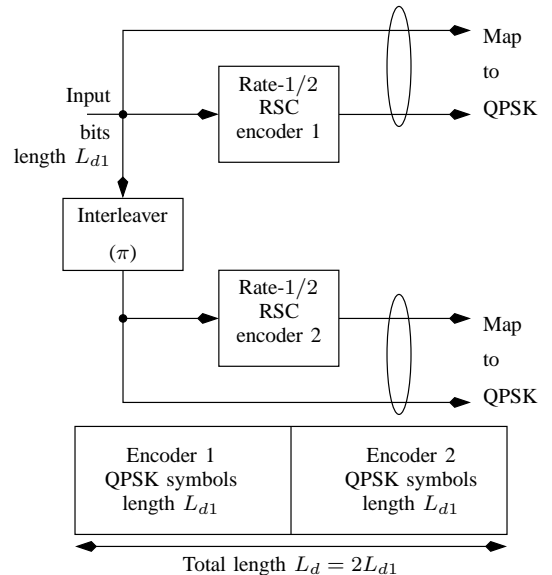 Input
bits
length L_{d1}
Rate-1/2
RSC
encoder 1
Map
to
QPSK
Interleaver
(π)
Rate-1/2
RSC
encoder 2
Map
to
QPSK
Encoder 1
QPSK symbols
length L_{d1}
Encoder 2
QPSK symbols
length L_{d1}
Total length L_d = 2L_{d1}